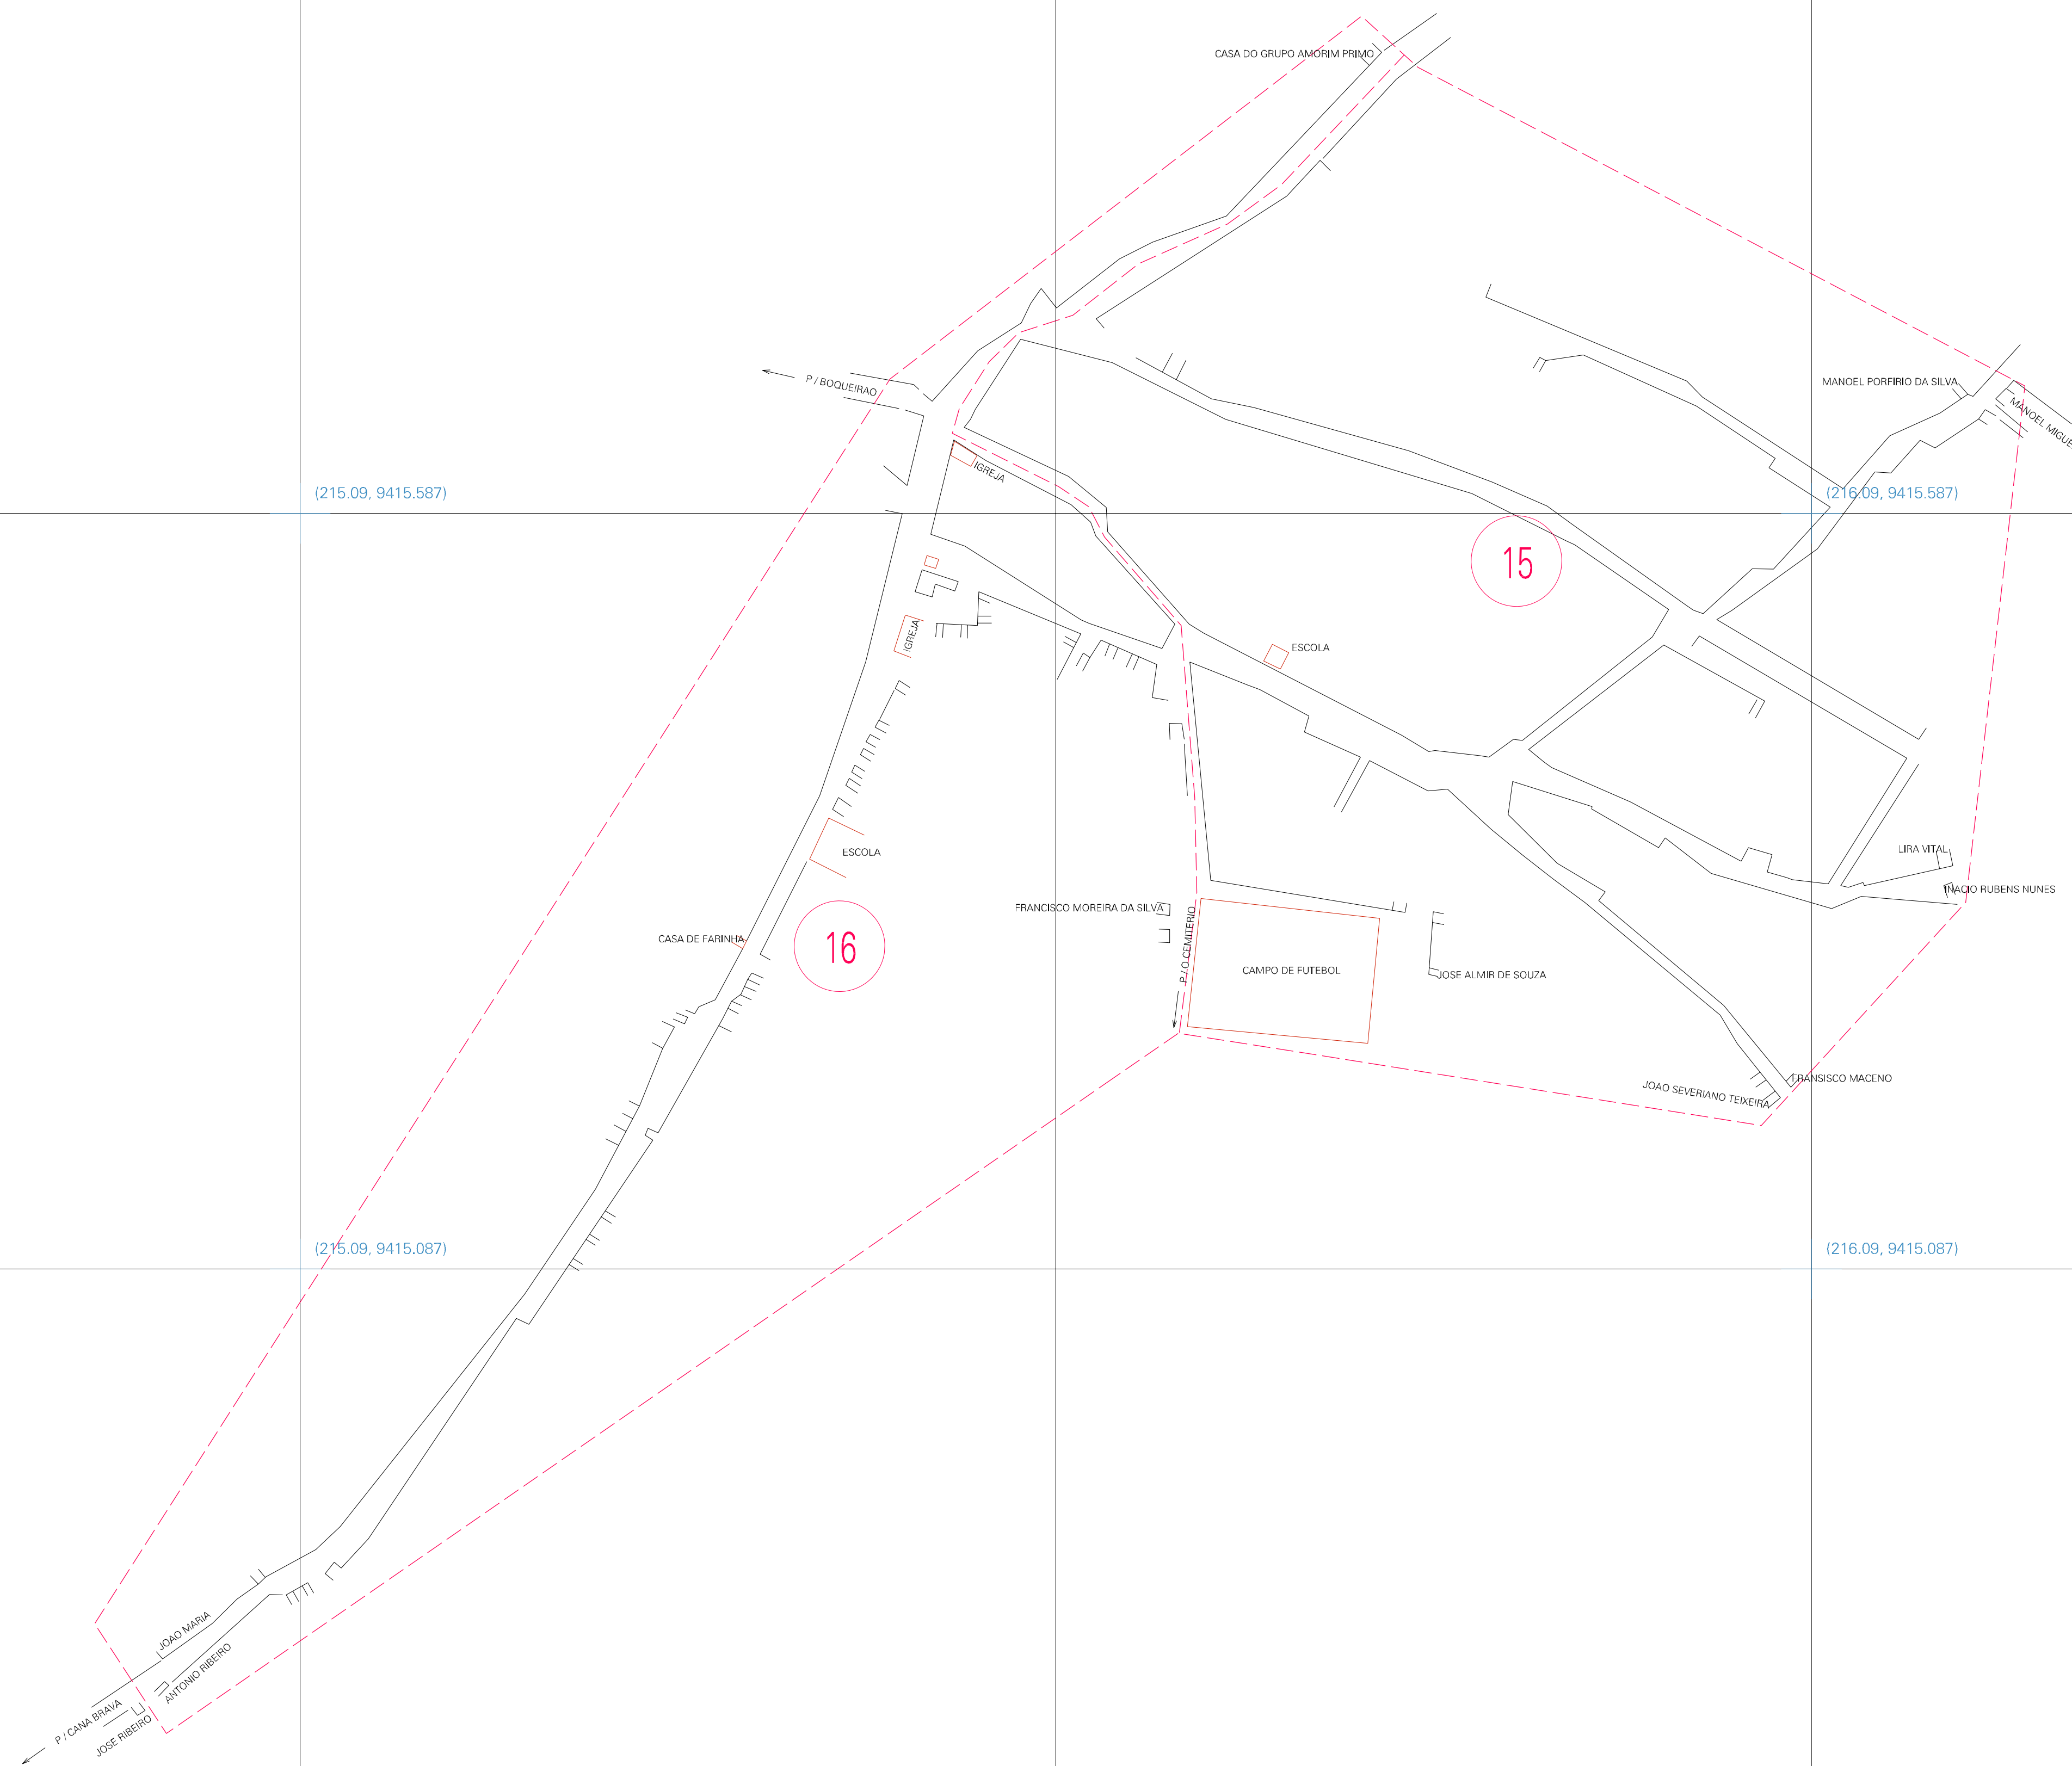 CASA DO GRUPO AMORIM PRIMO
P / BOQUEIRAO
MANOEL PORFIRIO DA SILVA
MANOEL MIGUE
IGREJA
(215.09, 9415.587)
(216.09, 9415.587)
15
IGREJA
ESCOLA
ESCOLA
LIRA VITAL
INACIO RUBENS NUNES
FRANCISCO MOREIRA DA SILVA
P / O CEMITERIO
CASA DE FARINHA
16
CAMPO DE FUTEBOL
JOSE ALMIR DE SOUZA
FRANSISCO MACENO
JOAO SEVERIANO TEIXEIRA
(215.09, 9415.087)
(216.09, 9415.087)
JOAO MARIA
ANTONIO RIBEIRO
P / CANA BRAVA
JOSE RIBEIRO